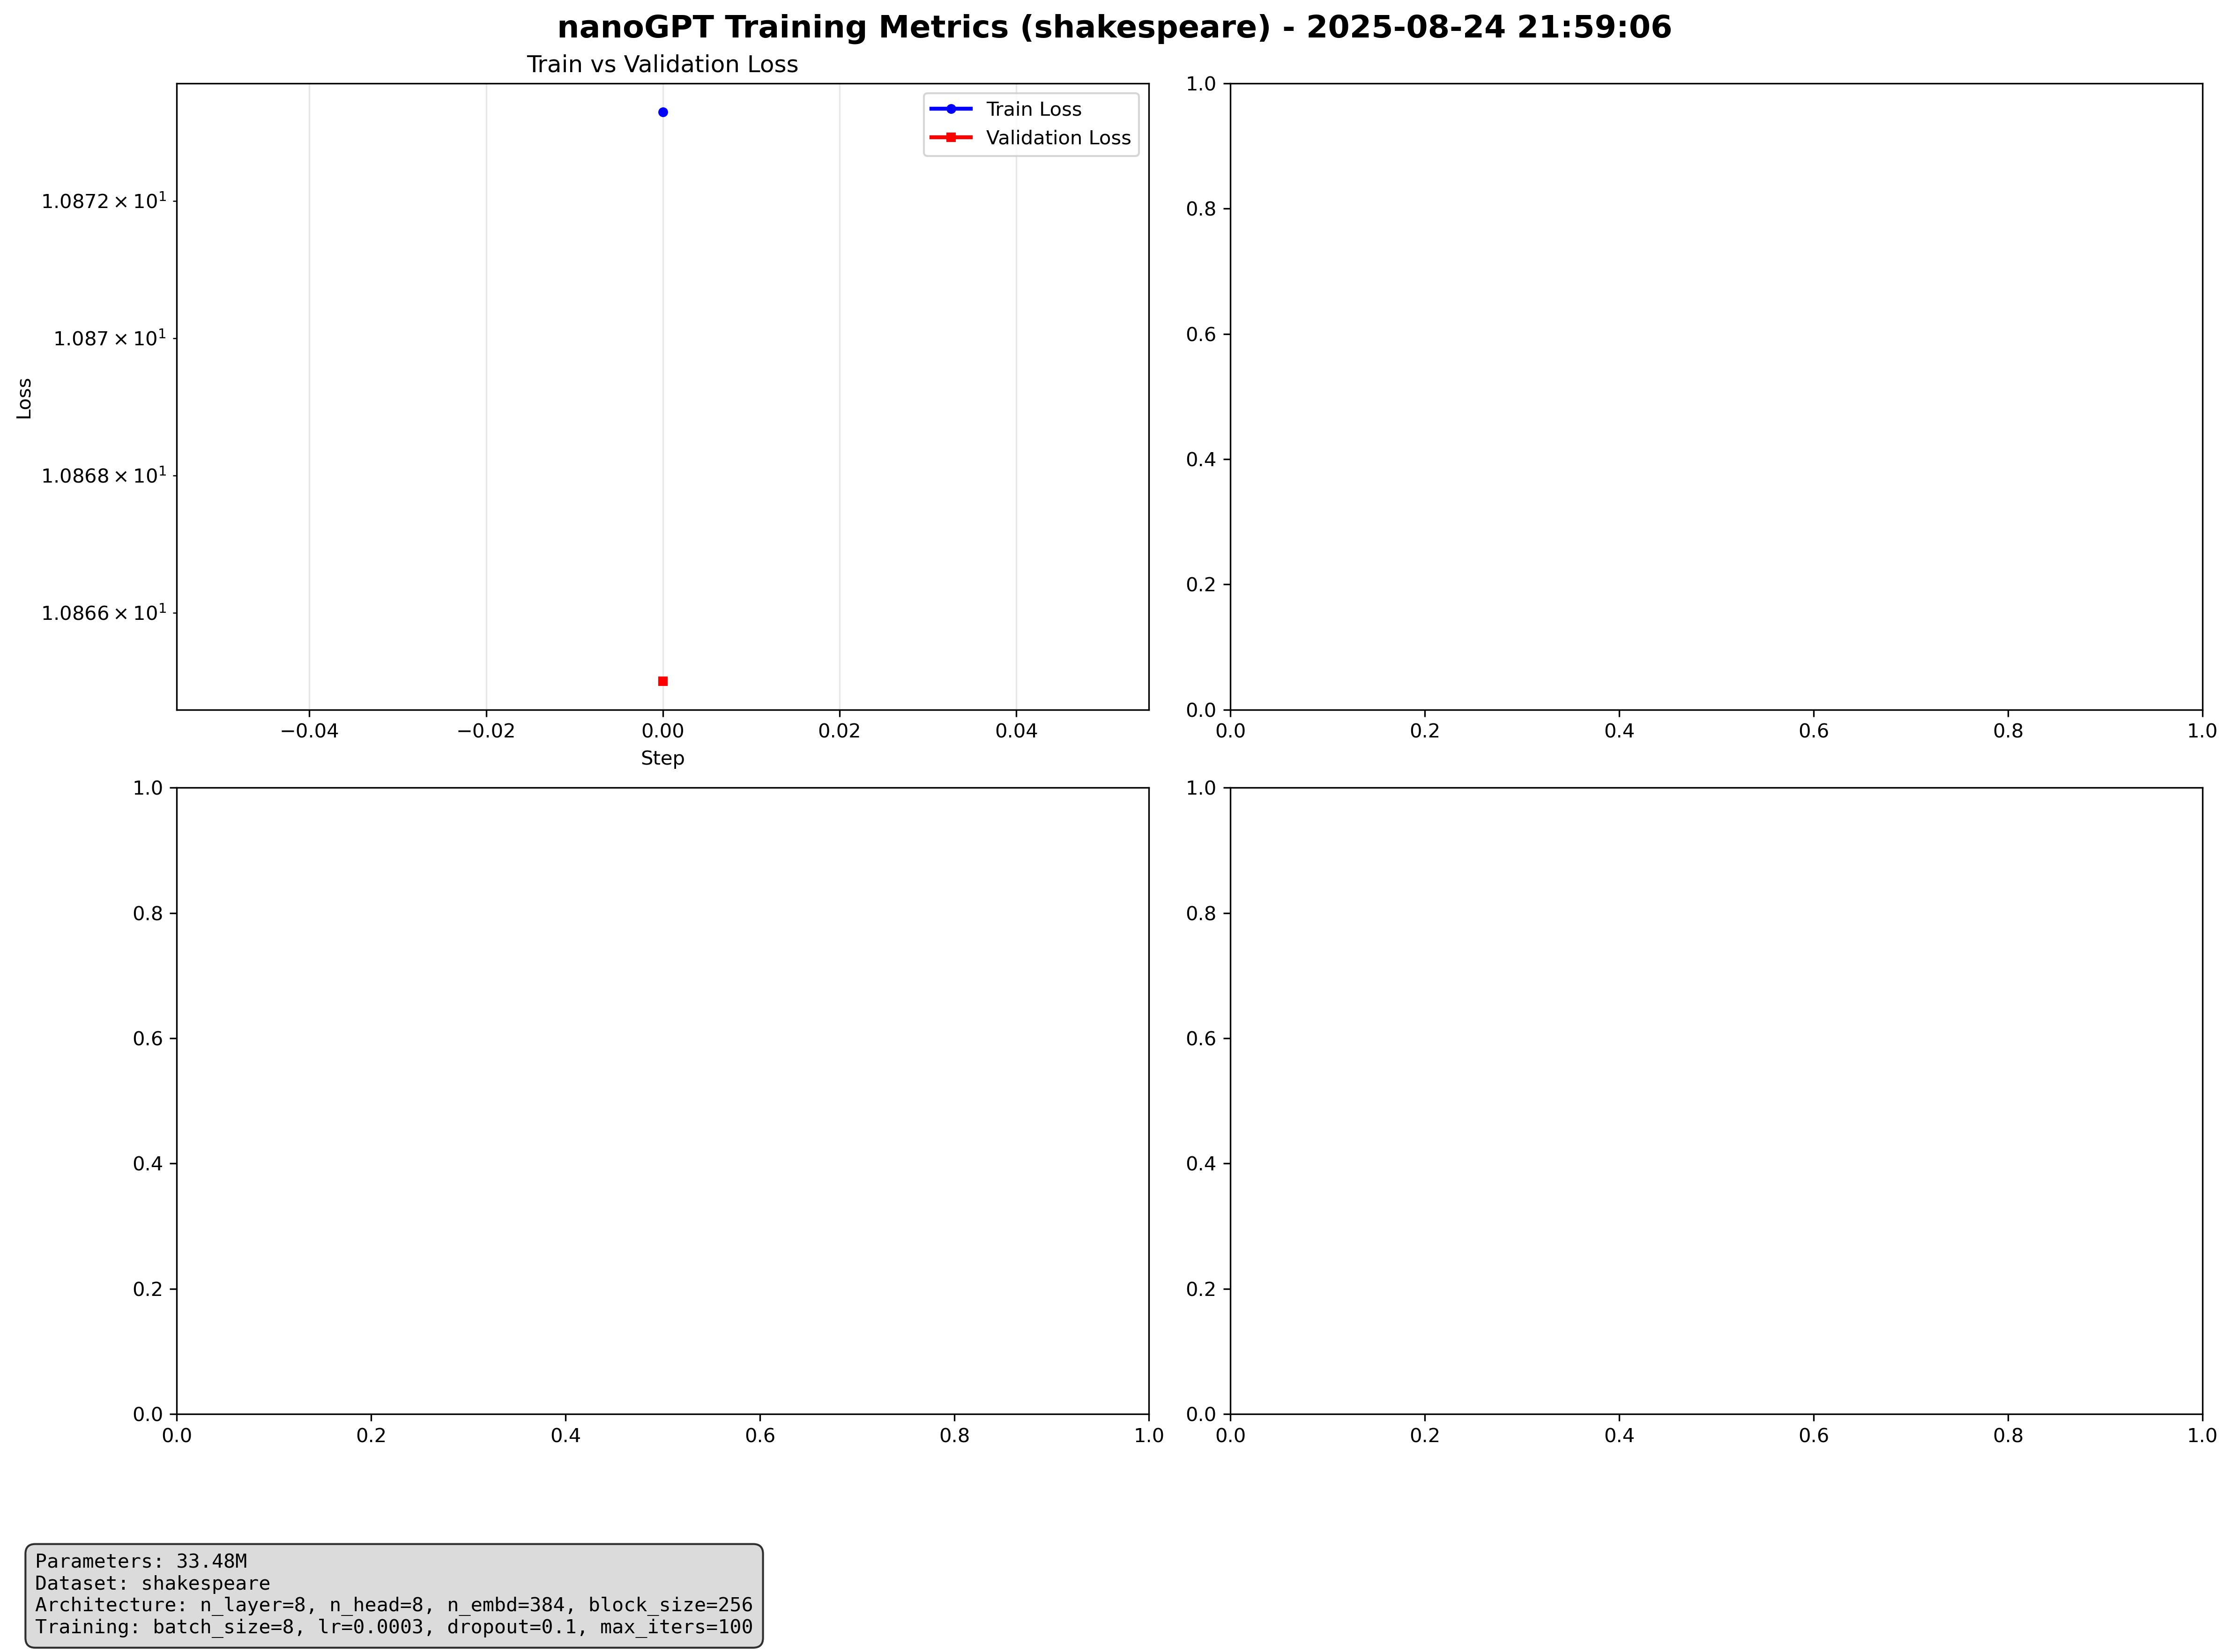 nanoGPT Training Metrics (shakespeare) - 2025-08-24 21:59:06
Train vs Validation Loss
Train Loss
Validation Loss
1.0872 × 10¹
1.087 × 10¹
1.0868 × 10¹
1.0866 × 10¹
Loss
−0.04 −0.02 0.00 0.02 0.04
Step
1.0
0.8
0.6
0.4
0.2
0.0
0.0 0.2 0.4 0.6 0.8 1.0
1.0
0.8
0.6
0.4
0.2
0.0
0.0 0.2 0.4 0.6 0.8 1.0
1.0
0.8
0.6
0.4
0.2
0.0
0.0 0.2 0.4 0.6 0.8 1.0
Parameters: 33.48M
Dataset: shakespeare
Architecture: n_layer=8, n_head=8, n_embd=384, block_size=256
Training: batch_size=8, lr=0.0003, dropout=0.1, max_iters=100